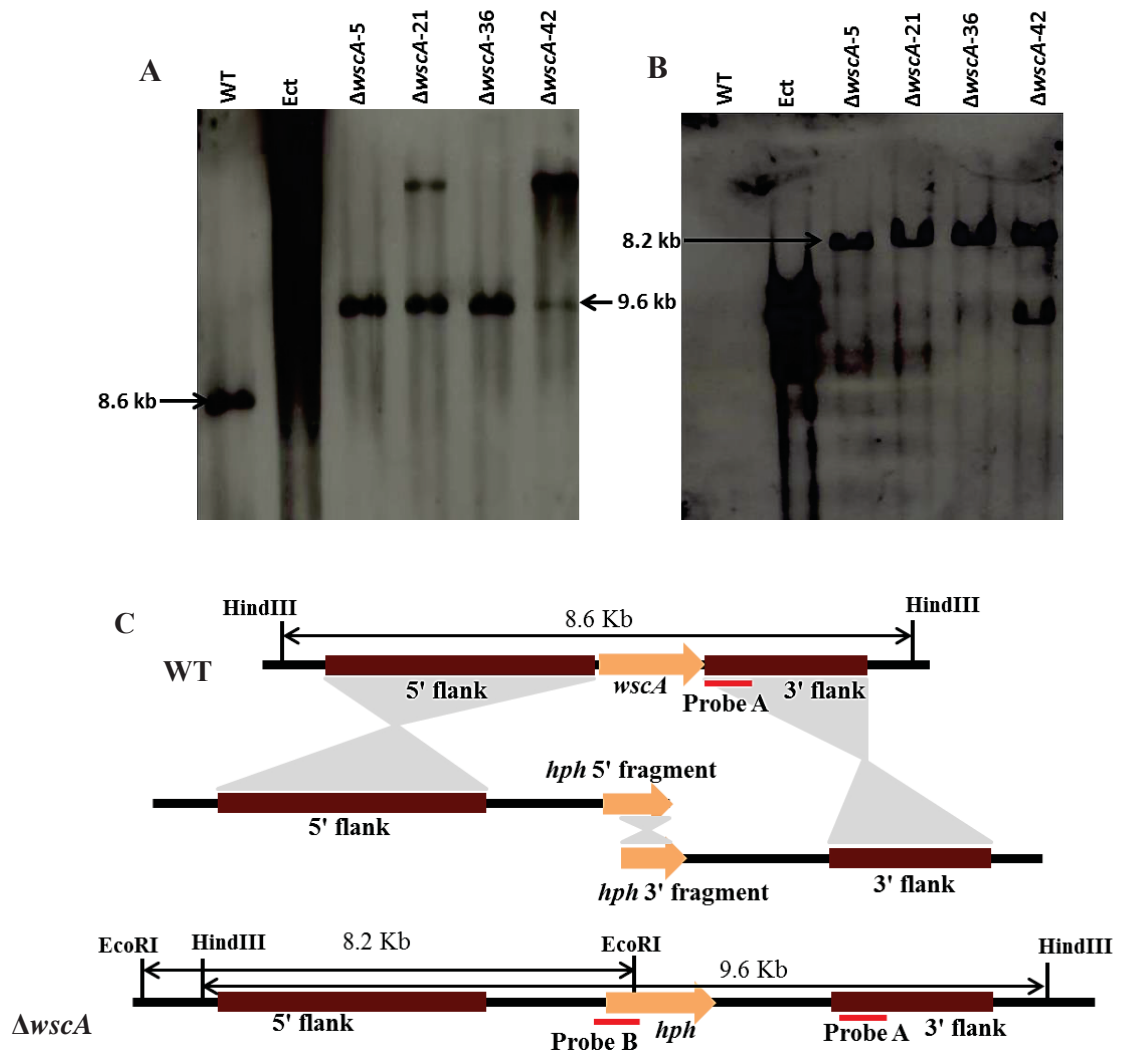 A
WT
Ect
ΔwscA-5
ΔwscA-21
ΔwscA-36
ΔwscA-42
8.6 kb
9.6 kb
B
WT
Ect
ΔwscA-5
ΔwscA-21
ΔwscA-36
ΔwscA-42
8.2 kb
C
HindIII
8.6 Kb
HindIII
WT
5' flank
wscA
Probe A
3' flank
hph 5' fragment
5' flank
hph 3' fragment
3' flank
EcoRI
HindIII
8.2 Kb
EcoRI
9.6 Kb
HindIII
ΔwscA
5' flank
Probe B
hph
Probe A
3' flank